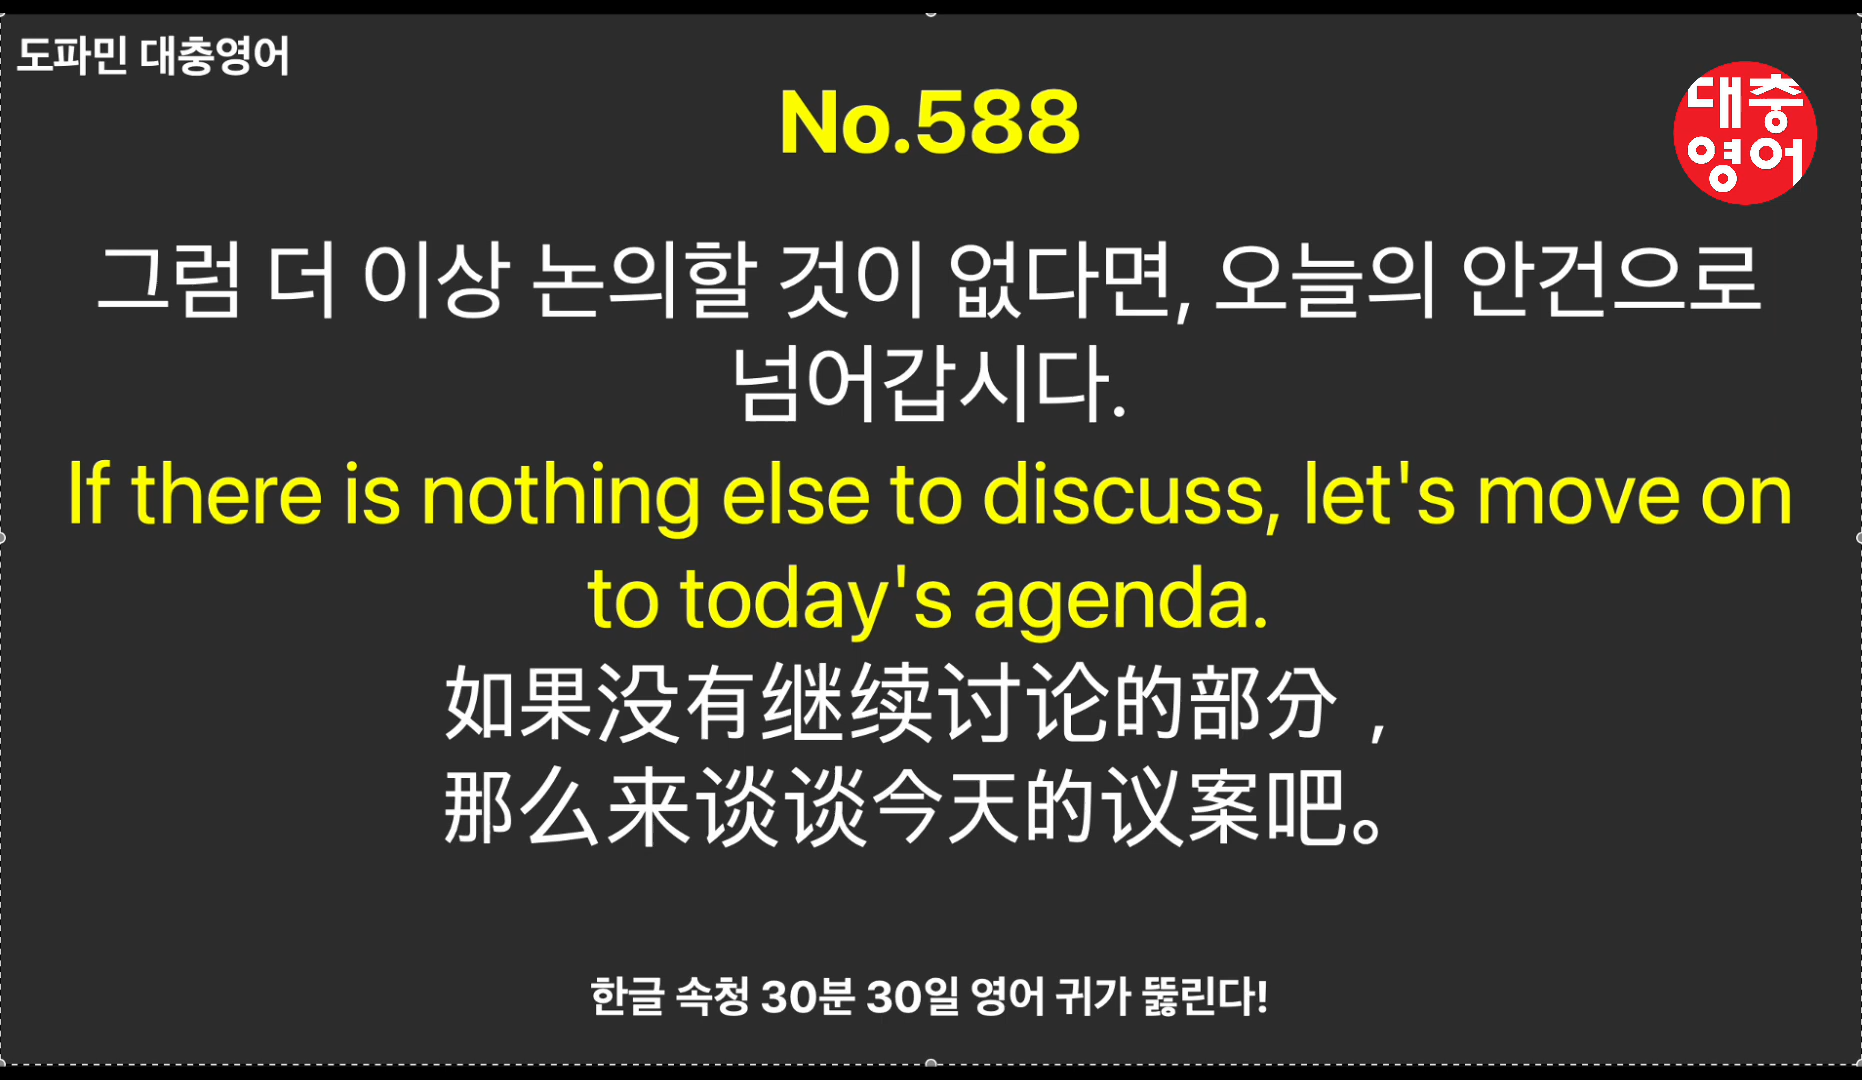 도파민 대충영어
No.588
대충
영어
그럼 더 이상 논의할 것이 없다면, 오늘의 안건으로
넘어갑시다.
If there is nothing else to discuss, let's move on
to today's agenda.
如果没有继续讨论的部分，
那么来谈谈今天的议案吧。
한글 속청 30분 30일 영어 귀가 뚫린다!